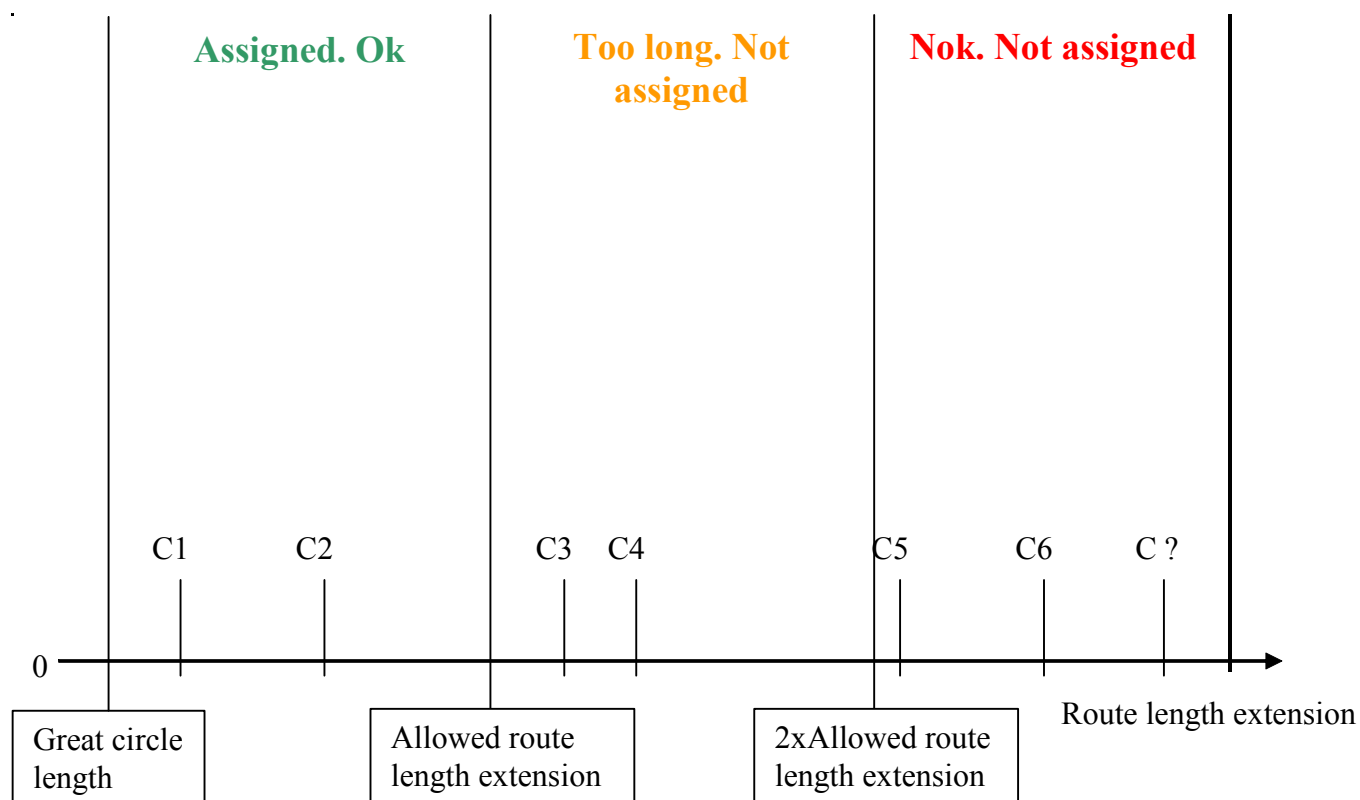 Assigned. Ok
Too long. Not
assigned
Nok. Not assigned
C1
C2
C3
C4
C5
C6
C ?
0
Route length extension
Great circle
length
Allowed route
length extension
2xAllowed route
length extension